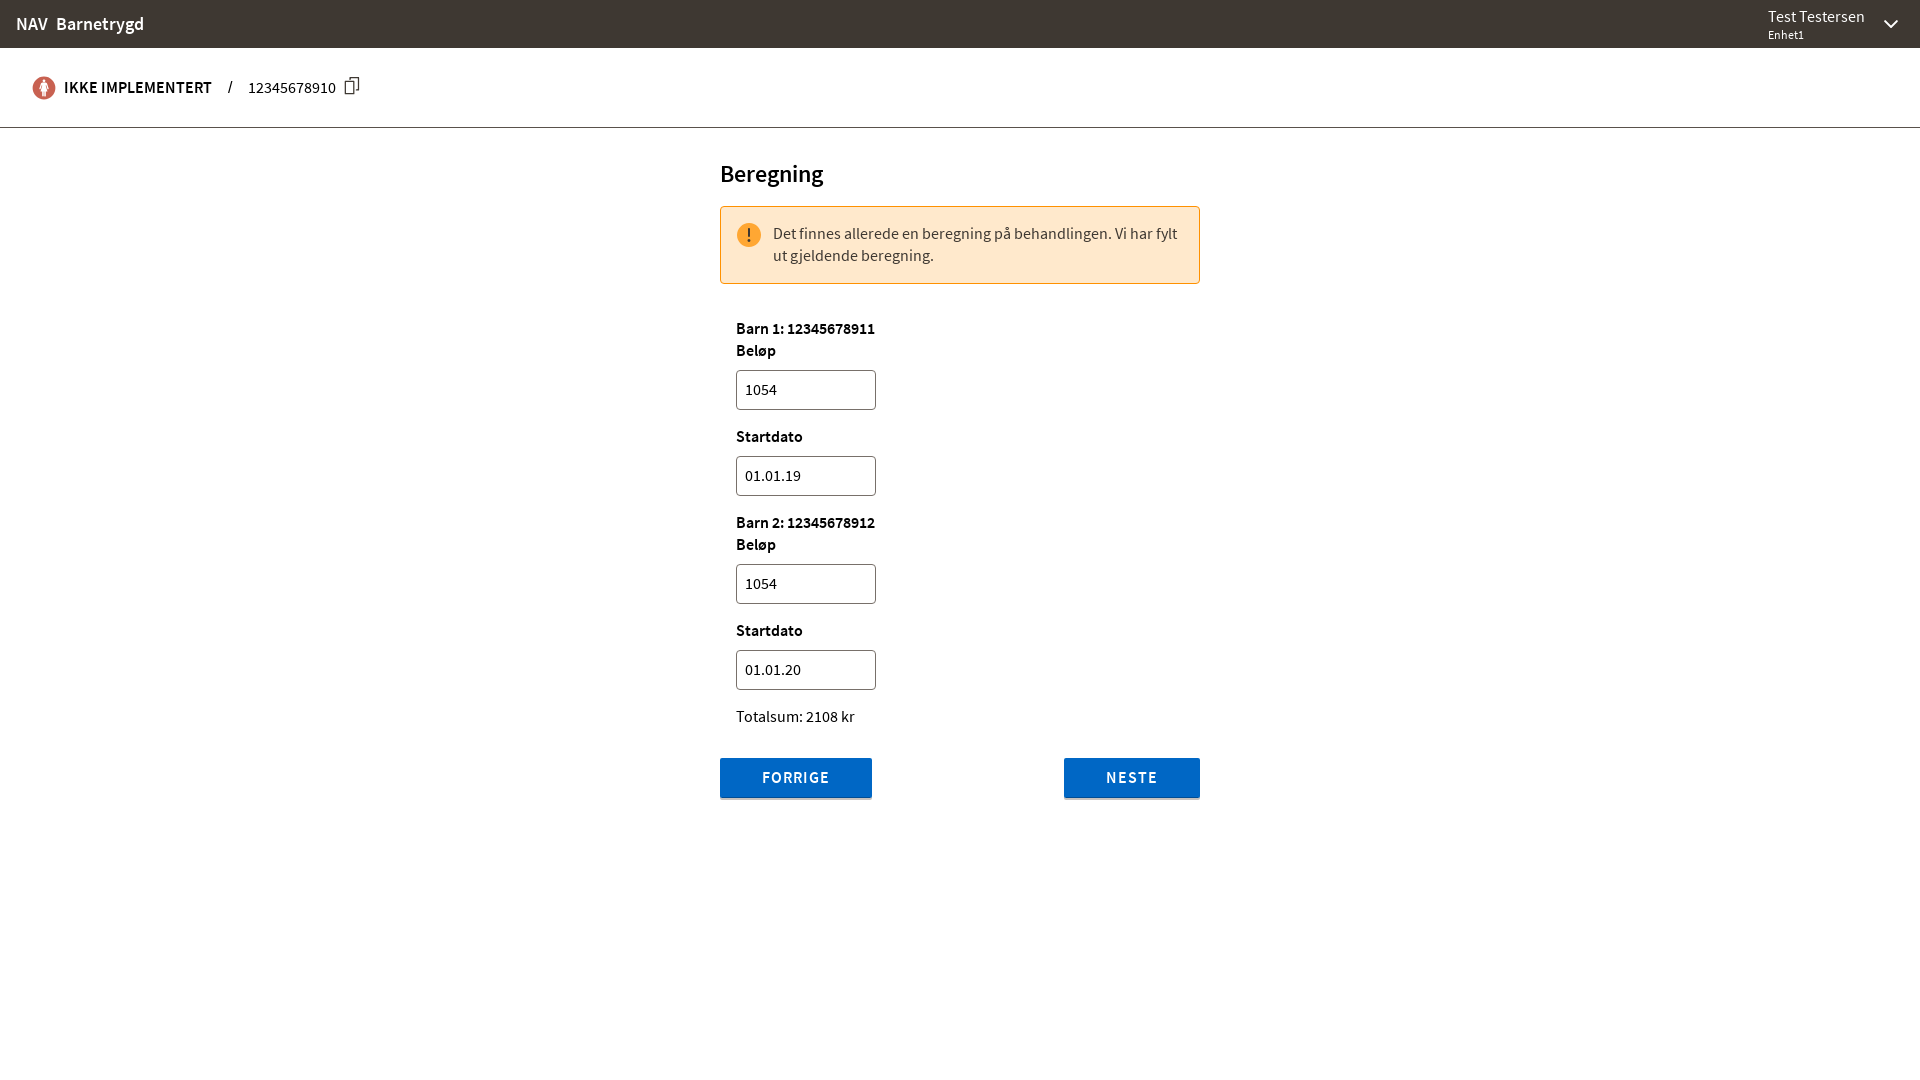 NAV Barnetrygd
Test Testersen
Enhet1
IKKE IMPLEMENTERT / 12345678910
Beregning
Det finnes allerede en beregning på behandlingen. Vi har fylt
ut gjeldende beregning.
Barn 1: 12345678911
Beløp
1054
Startdato
01.01.19
Barn 2: 12345678912
Beløp
1054
Startdato
01.01.20
Totalsum: 2108 kr
FORRIGE
NESTE